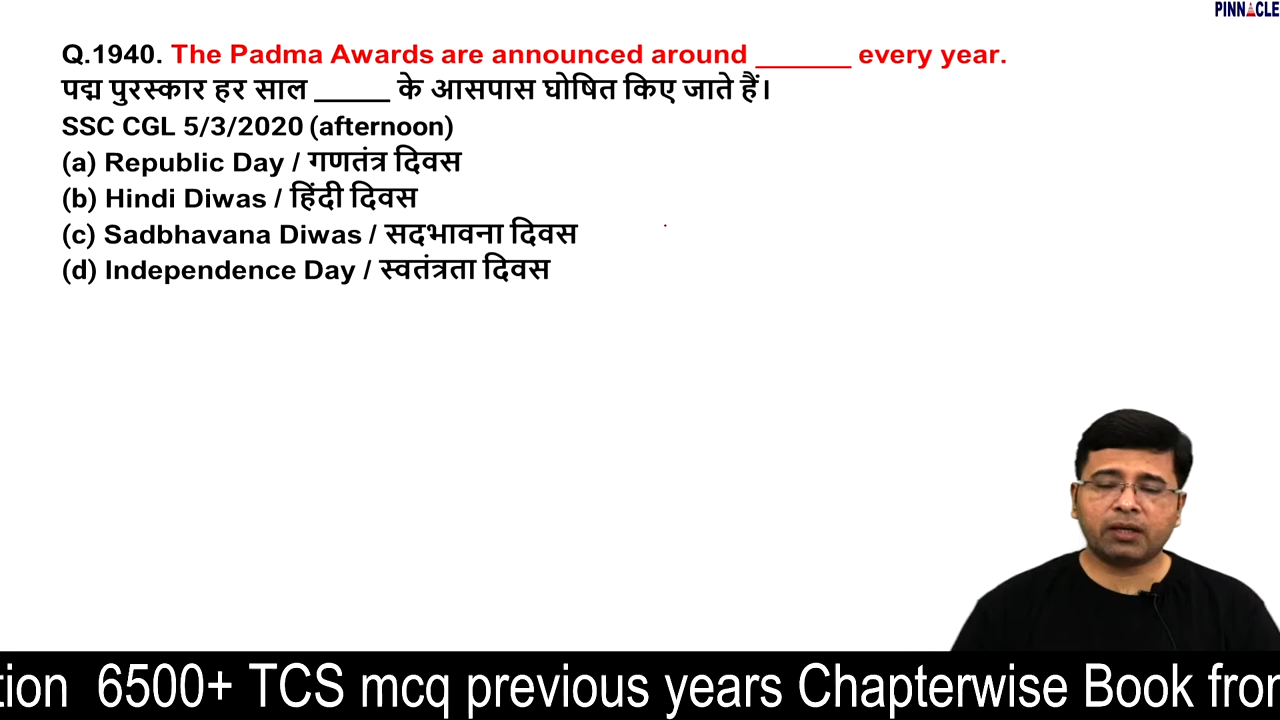 PINNACLE
Q.1940. The Padma Awards are announced around _______ every year.
पद्म पुरस्कार हर साल ______ के आसपास घोषित किए जाते हैं।
SSC CGL 5/3/2020 (afternoon)
(a) Republic Day / गणतंत्र दिवस
(b) Hindi Diwas / हिंदी दिवस
(c) Sadbhavana Diwas / सदभावना दिवस
(d) Independence Day / स्वतंत्रता दिवस
tion 6500+ TCS mcq previous years Chapterwise Book from